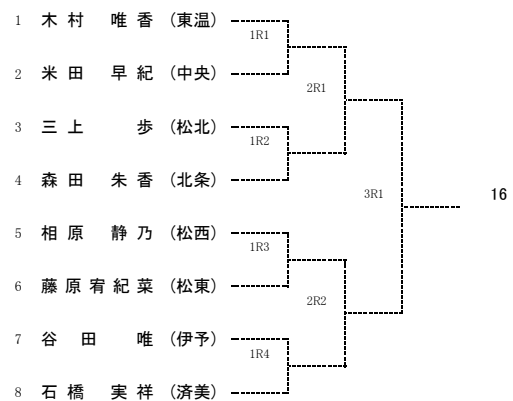 1 木村 唯香 (東温)
1R1
2 米田 早紀 (中央)
2R1
3 三上 歩 (松北)
1R2
4 森田 朱香 (北条)
3R1
16
5 相原 静乃 (松西)
1R3
6 藤原宥紀菜 (松東)
2R2
7 谷田 唯 (伊予)
1R4
8 石橋 実祥 (済美)